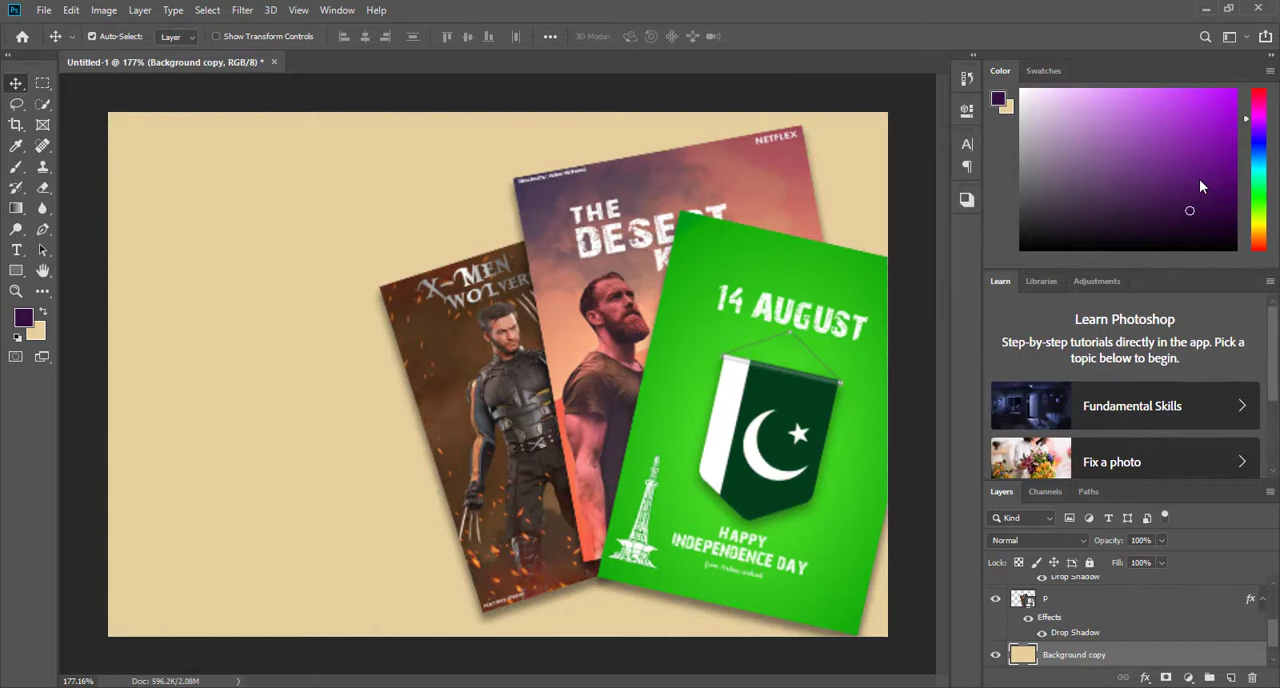 Ps File Edit Image Layer Type Select Filter 3D View Window Help
Auto-Select: Layer Show Transform Controls 3D Mode:
Untitled-1 @ 177% (Background copy, RGB/8) *
Color Swatches
NETFLEX
THE
DESERT
X-MEN
14 AUGUST
HAPPY
INDEPENDENCE DAY
Learn Libraries Adjustments
Learn Photoshop
Step-by-step tutorials directly in the app. Pick a
topic below to begin.
Fundamental Skills
Fix a photo
Layers Channels Paths
Kind
Normal Opacity: 100%
Lock: Fill: 100%
Drop Shadow
P fx
Effects
Drop Shadow
Background copy
177.16% Doc: 596.2K/2.08M